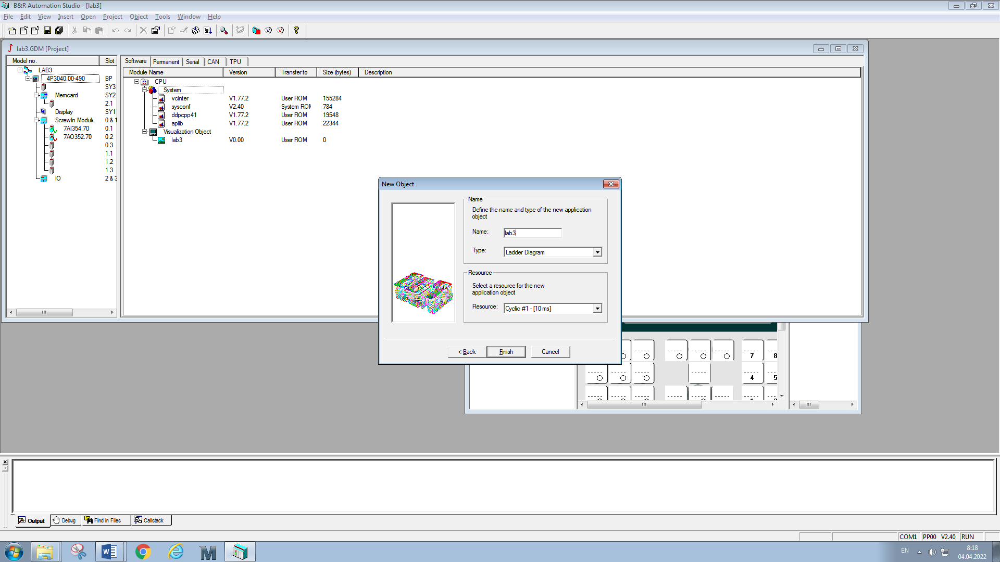 B&R Automation Studio - [lab3]
File Edit View Insert Open Project Object Tools Window Help
lab3.GDM [Project]
Model no. Slot
LAB3
4P3040.00-490 BP
SY3
Memcard SY2
2.1
Display SY1
ScrewIn Module 0 & 1
7AI354.70 0.1
7AO352.70 0.2
0.3
1.1
1.2
1.3
IO 2 & 3
Software Permanent Serial CAN TPU
Module Name Version Transfer to Size (bytes) Description
CPU
System
vcinter V1.77.2 User ROM 155284
sysconf V2.40 System ROM 784
ddpcpp41 V1.77.2 User ROM 19548
aplib V1.77.2 User ROM 22344
Visualization Object
lab3 V0.00 User ROM 0
New Object
Name
Define the name and type of the new application
object
Name: lab3
Type: Ladder Diagram
Resource
Select a resource for the new
application object
Resource: Cyclic #1 - [10 ms]
< Back Finish Cancel
7 8
4 5
Output Debug Find in Files Callstack
COM1 PP00 V2.40 RUN
EN
8:18
04.04.2022